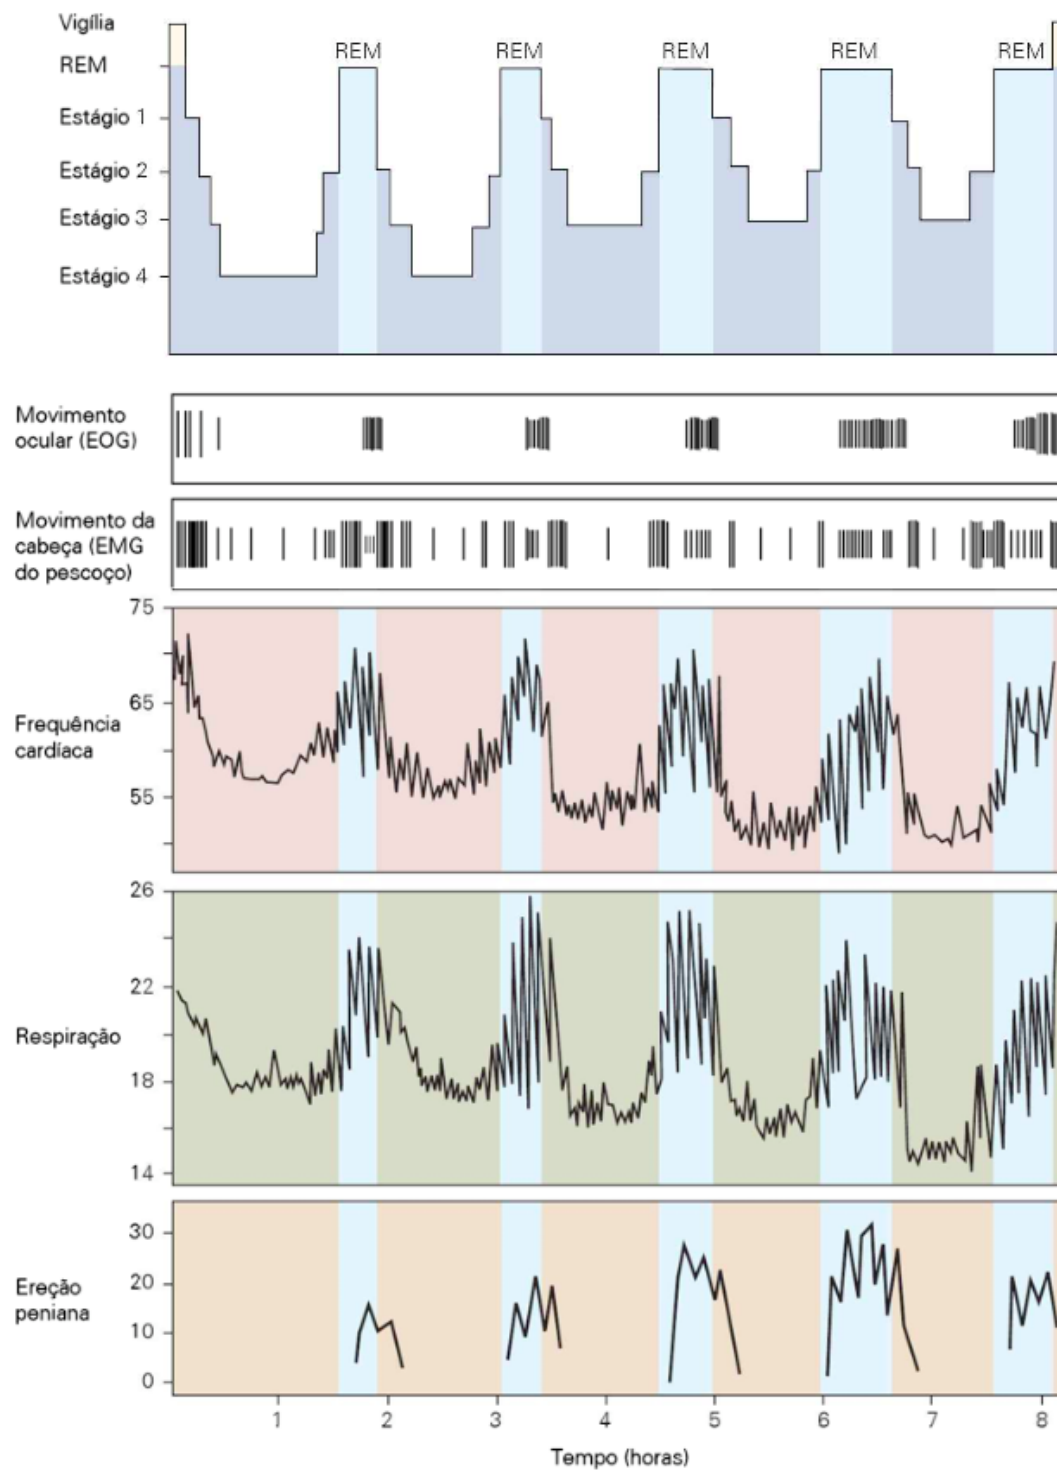 Vigília
REM
REM REM REM REM REM
Estágio 1
Estágio 2
Estágio 3
Estágio 4
Movimento
ocular (EOG)
Movimento da
cabeça (EMG
do pescoço)
75
65
55
Frequência
cardíaca
26
22
18
14
Respiração
30
20
10
0
Ereção
peniana
1 2 3 4 5 6 7 8
Tempo (horas)